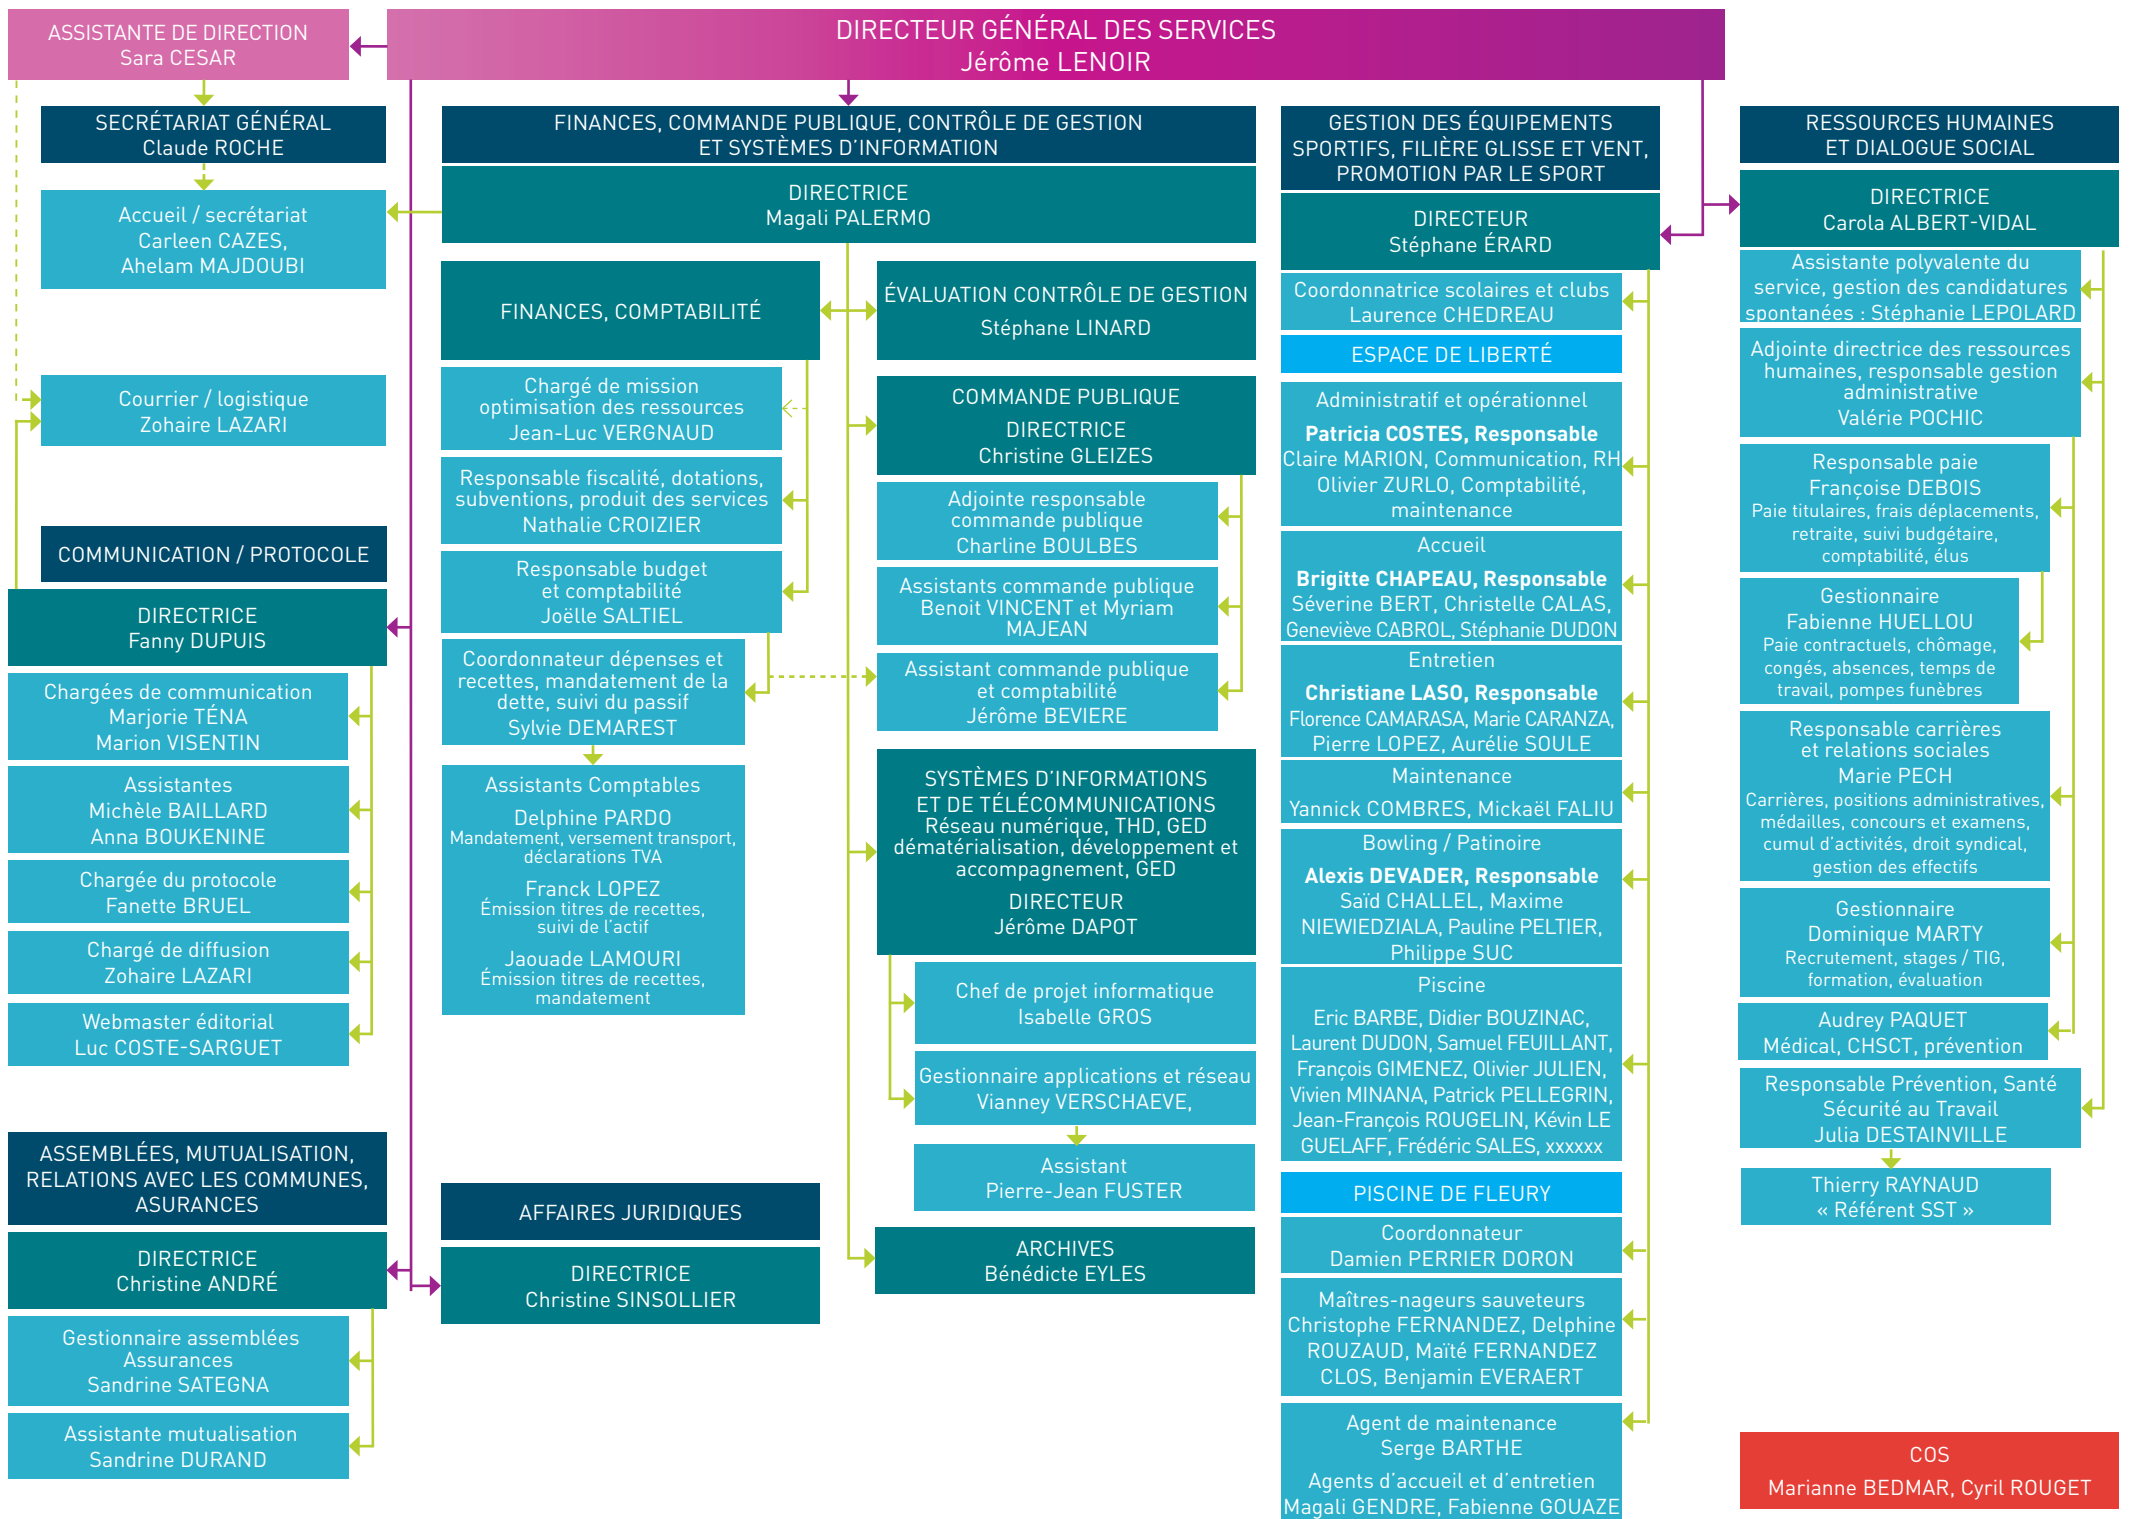 ASSISTANTE DE DIRECTION
Sara CESAR
DIRECTEUR GÉNÉRAL DES SERVICES
Jérôme LENOIR
SECRÉTARIAT GÉNÉRAL
Claude ROCHE
Accueil / secrétariat
Carleen CAZES,
Ahelam MAJDOUBI
Courrier / logistique
Zohaire LAZARI
COMMUNICATION / PROTOCOLE
DIRECTRICE
Fanny DUPUIS
Chargées de communication
Marjorie TÉNA
Marion VISENTIN
Assistantes
Michèle BAILLARD
Anna BOUKENINE
Chargée du protocole
Fanette BRUEL
Chargé de diffusion
Zohaire LAZARI
Webmaster éditorial
Luc COSTE-SARGUET
ASSEMBLÉES, MUTUALISATION,
RELATIONS AVEC LES COMMUNES,
ASURANCES
DIRECTRICE
Christine ANDRÉ
Gestionnaire assemblées
Assurances
Sandrine SATEGNA
Assistante mutualisation
Sandrine DURAND
FINANCES, COMMANDE PUBLIQUE, CONTRÔLE DE GESTION
ET SYSTÈMES D'INFORMATION
DIRECTRICE
Magali PALERMO
FINANCES, COMPTABILITÉ
Chargé de mission
optimisation des ressources
Jean-Luc VERGNAUD
Responsable fiscalité, dotations,
subventions, produit des services
Nathalie CROIZIER
Responsable budget
et comptabilité
Joëlle SALTIEL
Coordonnateur dépenses et
recettes, mandatement de la
dette, suivi du passif
Sylvie DEMAREST
Assistants Comptables
Delphine PARDO
Mandatement, versement transport,
déclarations TVA
Franck LOPEZ
Émission titres de recettes,
suivi de l'actif
Jaouade LAMOURI
Émission titres de recettes,
mandatement
AFFAIRES JURIDIQUES
DIRECTRICE
Christine SINSOLLIER
ÉVALUATION CONTRÔLE DE GESTION
Stéphane LINARD
COMMANDE PUBLIQUE
DIRECTRICE
Christine GLEIZES
Adjointe responsable
commande publique
Charline BOULBES
Assistants commande publique
Benoit VINCENT et Myriam
MAJEAN
Assistant commande publique
et comptabilité
Jérôme BEVIERE
SYSTÈMES D'INFORMATIONS
ET DE TÉLÉCOMMUNICATIONS
Réseau numérique, THD, GED
dématérialisation, développement et
accompagnement, GED
DIRECTEUR
Jérôme DAPOT
Chef de projet informatique
Isabelle GROS
Gestionnaire applications et réseau
Vianney VERSCHAEVE,
Assistant
Pierre-Jean FUSTER
ARCHIVES
Bénédicte EYLES
GESTION DES ÉQUIPEMENTS
SPORTIFS, FILIÈRE GLISSE ET VENT,
PROMOTION PAR LE SPORT
DIRECTEUR
Stéphane ÉRARD
Coordonnatrice scolaires et clubs
Laurence CHEDREAU
ESPACE DE LIBERTÉ
Administratif et opérationnel
Patricia COSTES, Responsable
Claire MARION, Communication, RH
Olivier ZURLO, Comptabilité,
maintenance
Accueil
Brigitte CHAPEAU, Responsable
Séverine BERT, Christelle CALAS,
Geneviève CABROL, Stéphanie DUDON
Entretien
Christiane LASO, Responsable
Florence CAMARASA, Marie CARANZA,
Pierre LOPEZ, Aurélie SOULE
Maintenance
Yannick COMBRES, Mickaël FALIU
Bowling / Patinoire
Alexis DEVADER, Responsable
Saïd CHALLEL, Maxime
NIEWIEDZIALA, Pauline PELTIER,
Philippe SUC
Piscine
Eric BARBE, Didier BOUZINAC,
Laurent DUDON, Samuel FEUILLANT,
François GIMENEZ, Olivier JULIEN,
Vivien MINANA, Patrick PELLEGRIN,
Jean-François ROUGELIN, Kévin LE
GUELAFF, Frédéric SALES, xxxxxx
PISCINE DE FLEURY
Coordonnateur
Damien PERRIER DORON
Maîtres-nageurs sauveteurs
Christophe FERNANDEZ, Delphine
ROUZAUD, Maïté FERNANDEZ
CLOS, Benjamin EVERAERT
Agent de maintenance
Serge BARTHE
Agents d'accueil et d'entretien
Magali GENDRE, Fabienne GOUAZE
RESSOURCES HUMAINES
ET DIALOGUE SOCIAL
DIRECTRICE
Carola ALBERT-VIDAL
Assistante polyvalente du
service, gestion des candidatures
spontanées : Stéphanie LEPOLARD
Adjointe directrice des ressources
humaines, responsable gestion
administrative
Valérie POCHIC
Responsable paie
Françoise DEBOIS
Paie titulaires, frais déplacements,
retraite, suivi budgétaire,
comptabilité, élus
Gestionnaire
Fabienne HUELLOU
Paie contractuels, chômage,
congés, absences, temps de
travail, pompes funèbres
Responsable carrières
et relations sociales
Marie PECH
Carrières, positions administratives,
médailles, concours et examens,
cumul d'activités, droit syndical,
gestion des effectifs
Gestionnaire
Dominique MARTY
Recrutement, stages / TIG,
formation, évaluation
Audrey PAQUET
Médical, CHSCT, prévention
Responsable Prévention, Santé
Sécurité au Travail
Julia DESTAINVILLE
Thierry RAYNAUD
« Référent SST »
COS
Marianne BEDMAR, Cyril ROUGET